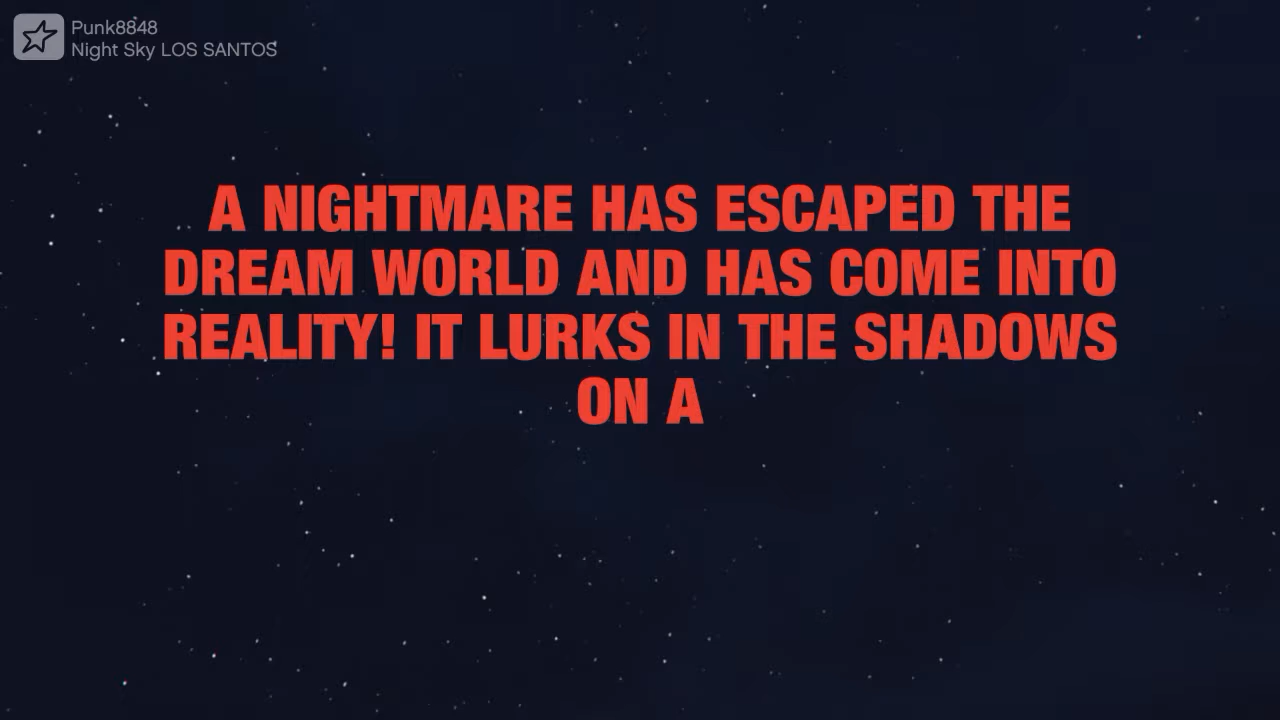 Punk8848
Night Sky LOS SANTOS
A NIGHTMARE HAS ESCAPED THE
DREAM WORLD AND HAS COME INTO
REALITY! IT LURKS IN THE SHADOWS
ON A